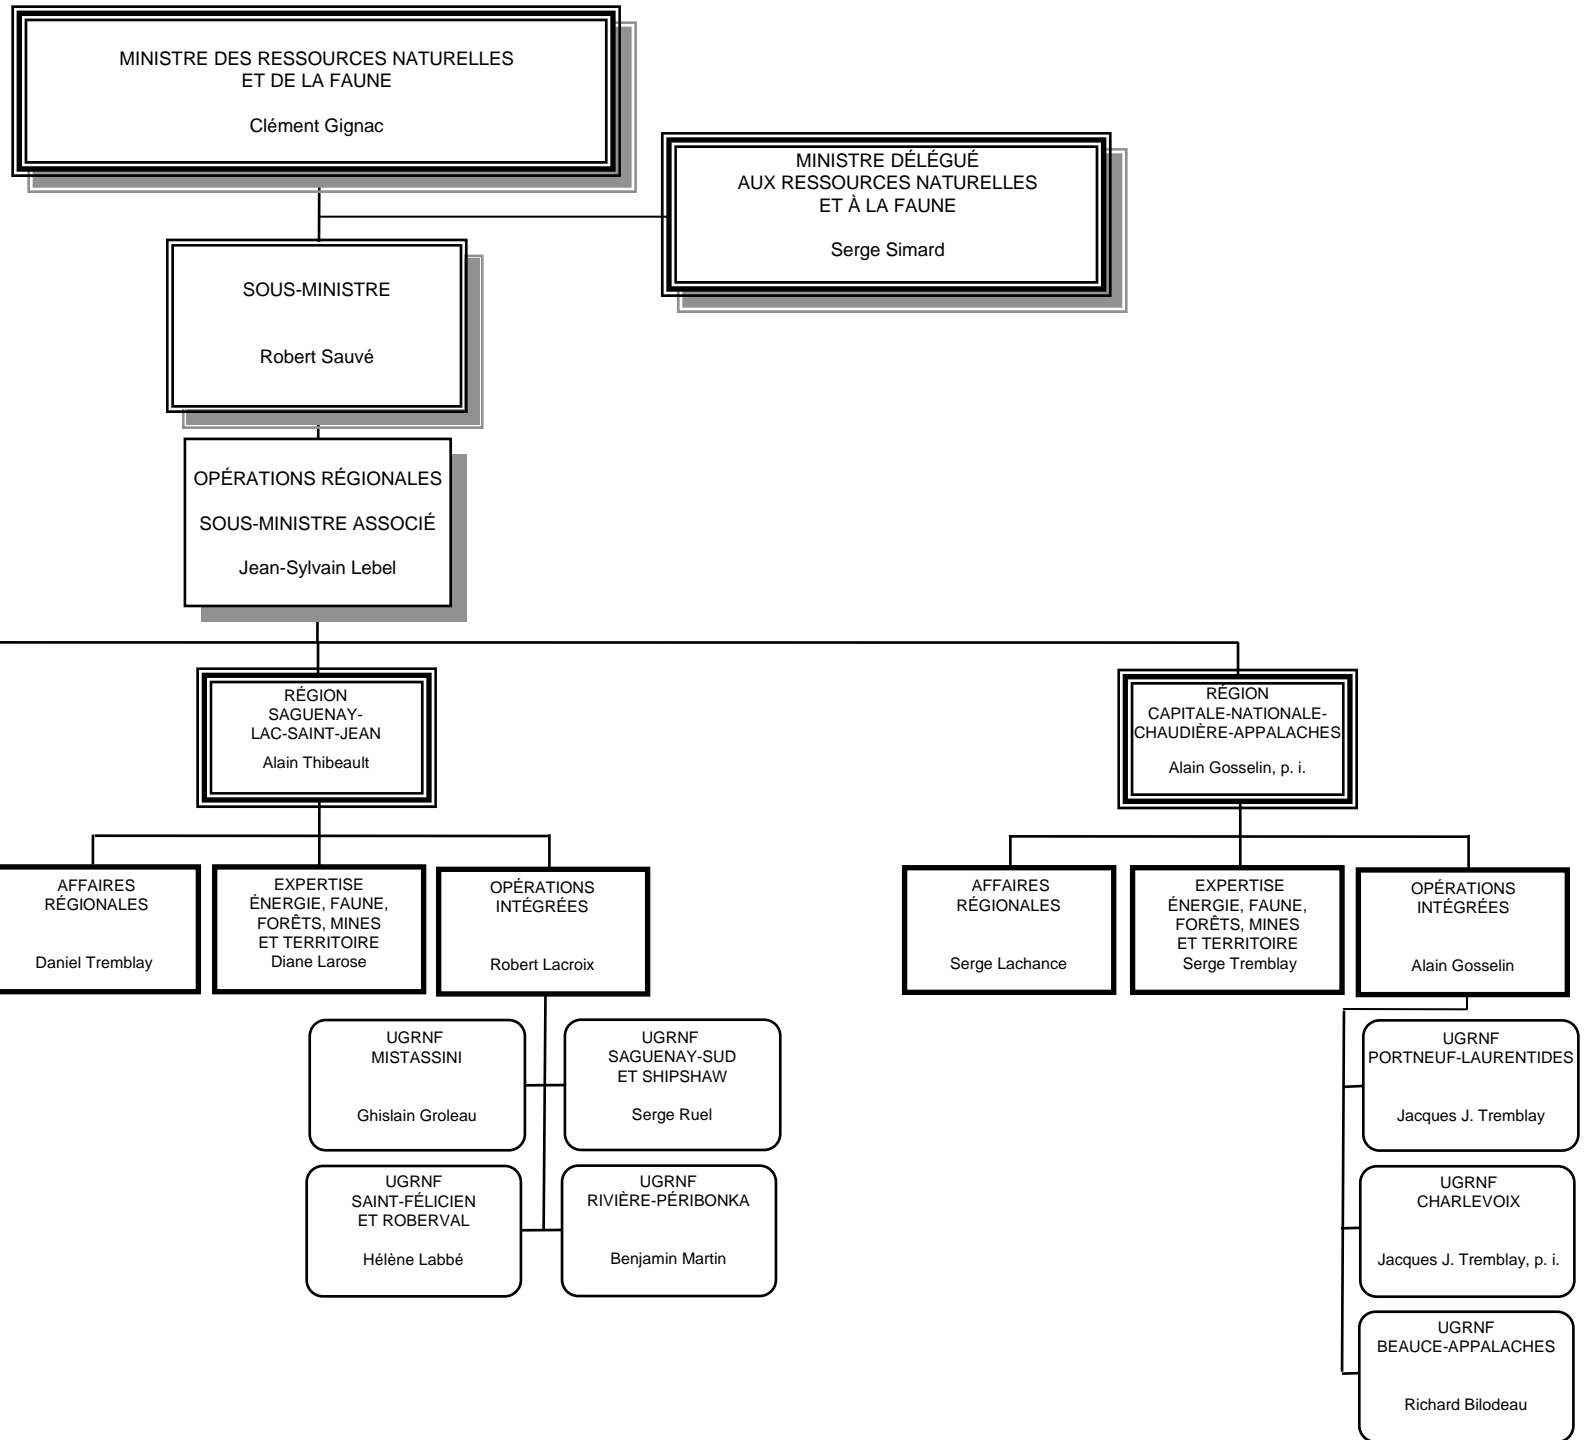 MINISTRE DES RESSOURCES NATURELLES
ET DE LA FAUNE
Clément Gignac
MINISTRE DÉLÉGUÉ
AUX RESSOURCES NATURELLES
ET À LA FAUNE
Serge Simard
SOUS-MINISTRE
Robert Sauvé
OPÉRATIONS RÉGIONALES
SOUS-MINISTRE ASSOCIÉ
Jean-Sylvain Lebel
RÉGION
SAGUENAY-
LAC-SAINT-JEAN
Alain Thibeault
AFFAIRES
RÉGIONALES
Daniel Tremblay
EXPERTISE
ÉNERGIE, FAUNE,
FORÊTS, MINES
ET TERRITOIRE
Diane Larose
OPÉRATIONS
INTÉGRÉES
Robert Lacroix
UGRNF
MISTASSINI
Ghislain Groleau
UGRNF
SAGUENAY-SUD
ET SHIPSHAW
Serge Ruel
UGRNF
SAINT-FÉLICIEN
ET ROBERVAL
Hélène Labbé
UGRNF
RIVIÈRE-PÉRIBONKA
Benjamin Martin
RÉGION
CAPITALE-NATIONALE-
CHAUDIÈRE-APPALACHES
Alain Gosselin, p. i.
AFFAIRES
RÉGIONALES
Serge Lachance
EXPERTISE
ÉNERGIE, FAUNE,
FORÊTS, MINES
ET TERRITOIRE
Serge Tremblay
OPÉRATIONS
INTÉGRÉES
Alain Gosselin
UGRNF
PORTNEUF-LAURENTIDES
Jacques J. Tremblay
UGRNF
CHARLEVOIX
Jacques J. Tremblay, p. i.
UGRNF
BEAUCE-APPALACHES
Richard Bilodeau